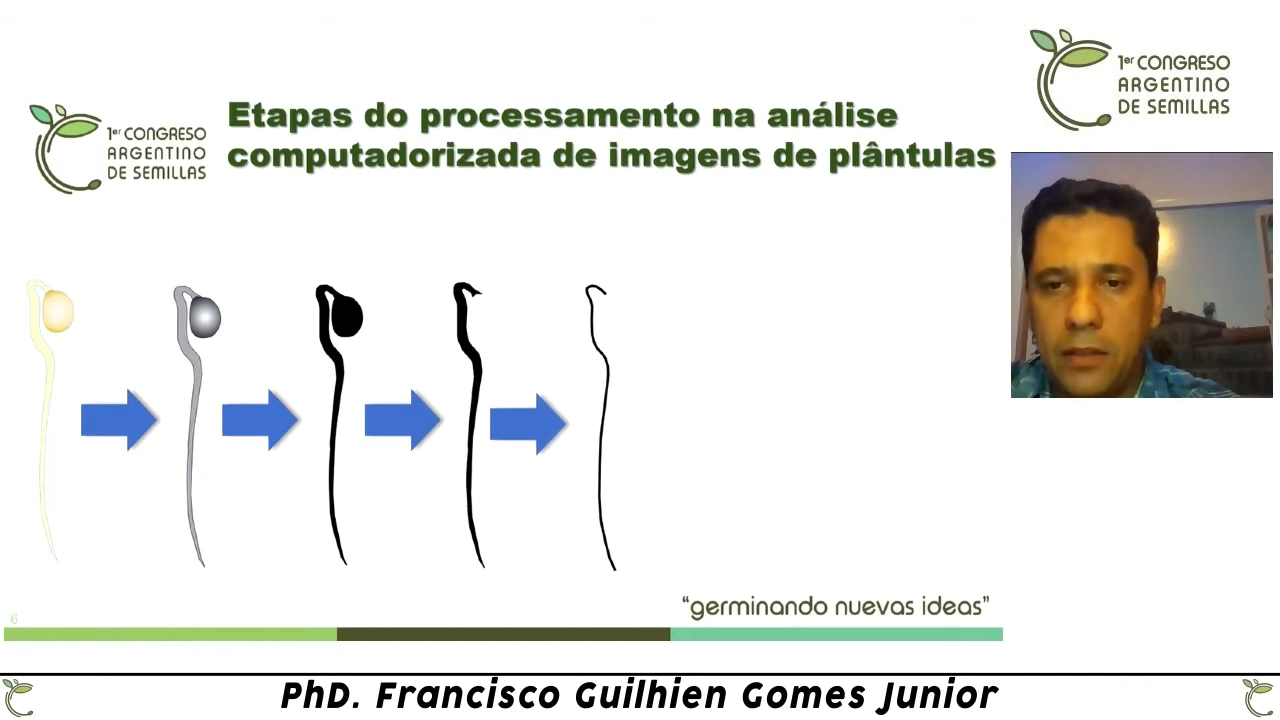 1er CONGRESO
ARGENTINO
DE SEMILLAS
Etapas do processamento na análise
computadorizada de imagens de plântulas
1er CONGRESO
ARGENTINO
DE SEMILLAS
“germinando nuevas ideas”
6
PhD. Francisco Guilhien Gomes Junior